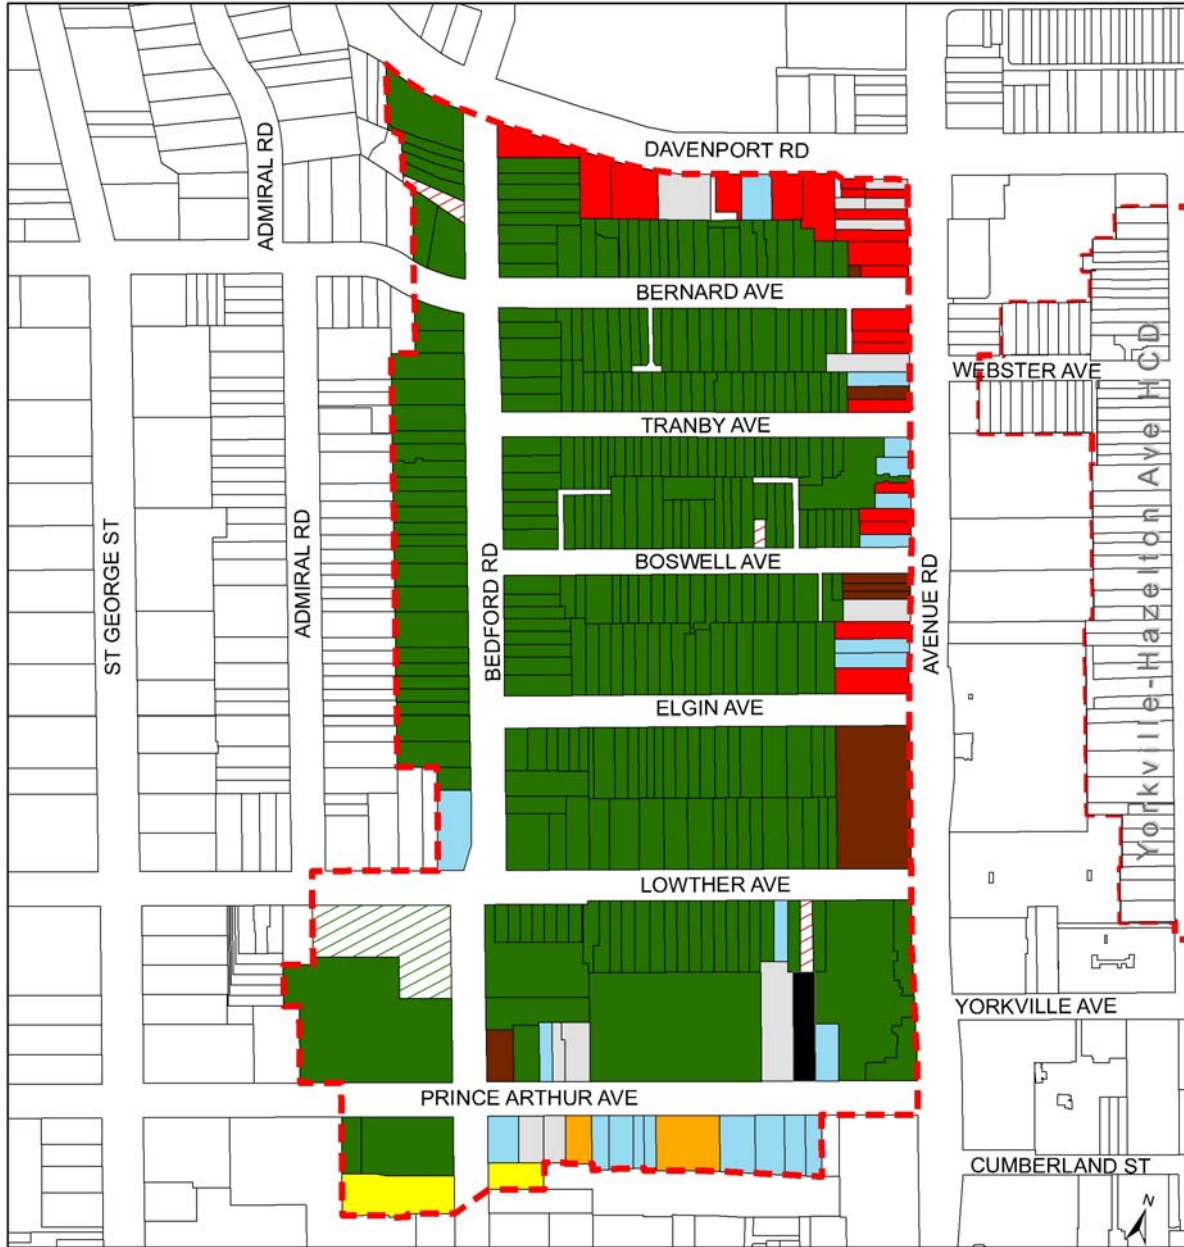 DAVENPORT RD
ADMIRAL RD
BERNARD AVE
WEBSTER AVE
TRANBY AVE
Yorkville-Hazelton Ave HCD
ST GEORGE ST
ADMIRAL RD
BEDFORD RD
BOSWELL AVE
AVENUE RD
ELGIN AVE
LOWTHER AVE
YORKVILLE AVE
PRINCE ARTHUR AVE
CUMBERLAND ST
N